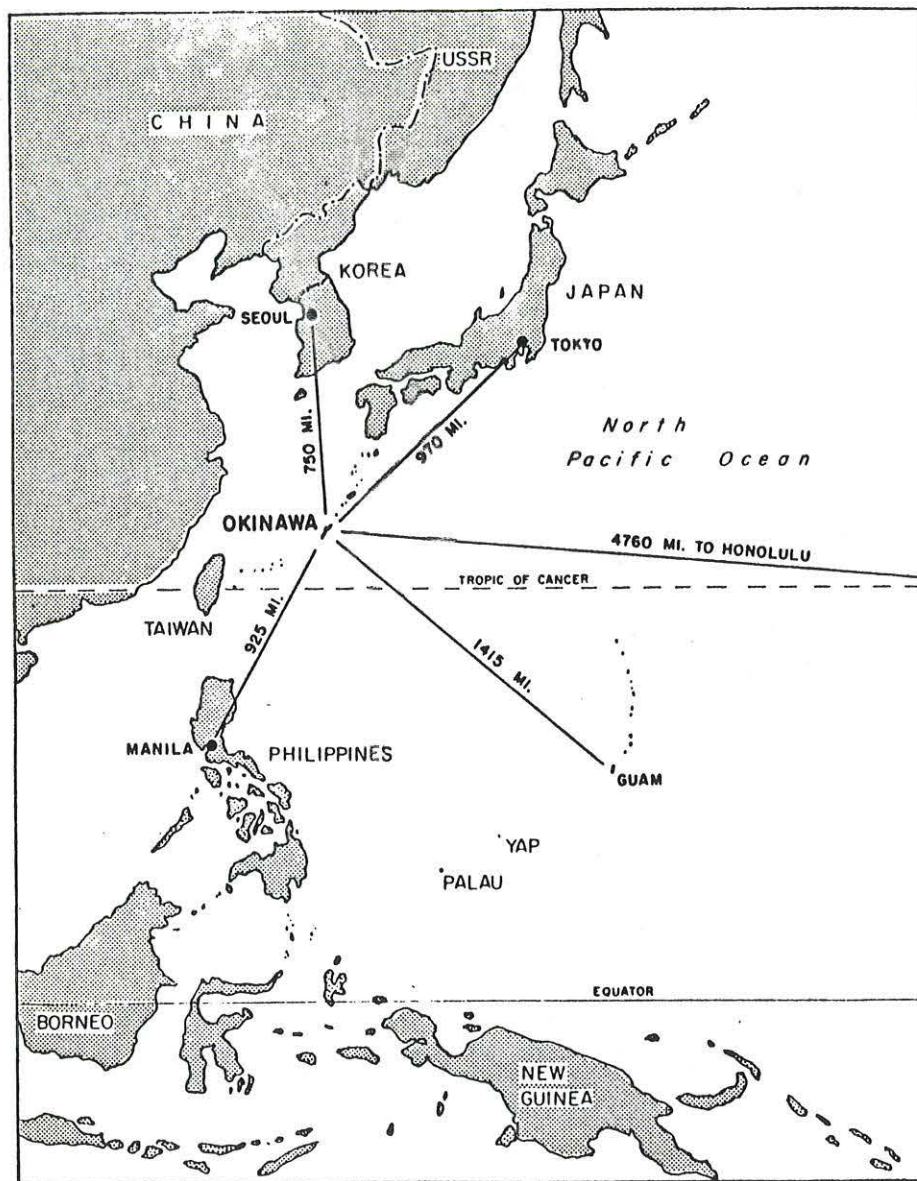 USSR
CHINA
KOREA
JAPAN
SEOUL
TOKYO
750 MI.
970 MI.
North
Pacific Ocean
OKINAWA
4760 MI. TO HONOLULU
TROPIC OF CANCER
TAIWAN
925 MI.
1415 MI.
MANILA
PHILIPPINES
GUAM
YAP
PALAU
EQUATOR
BORNEO
NEW
GUINEA